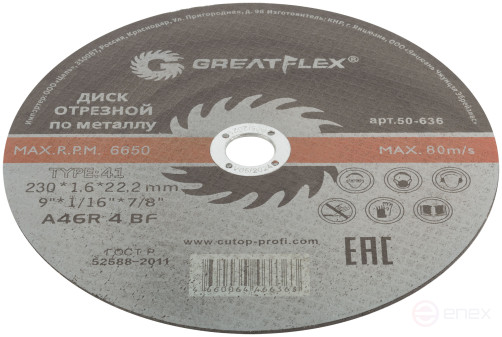 GREATFLEX®
ДИСК
ОТРЕЗНОЙ
по металлу
арт.50-636
MAX. R.P.M. 6650
MAX. 80m/s
TYPE: 41
230*1.6*22.2 mm
9"*1/16"*7/8"
A46R 4 BF
ГОСТ Р
52588-2011
www.cutop-profi.com
EAC
enex